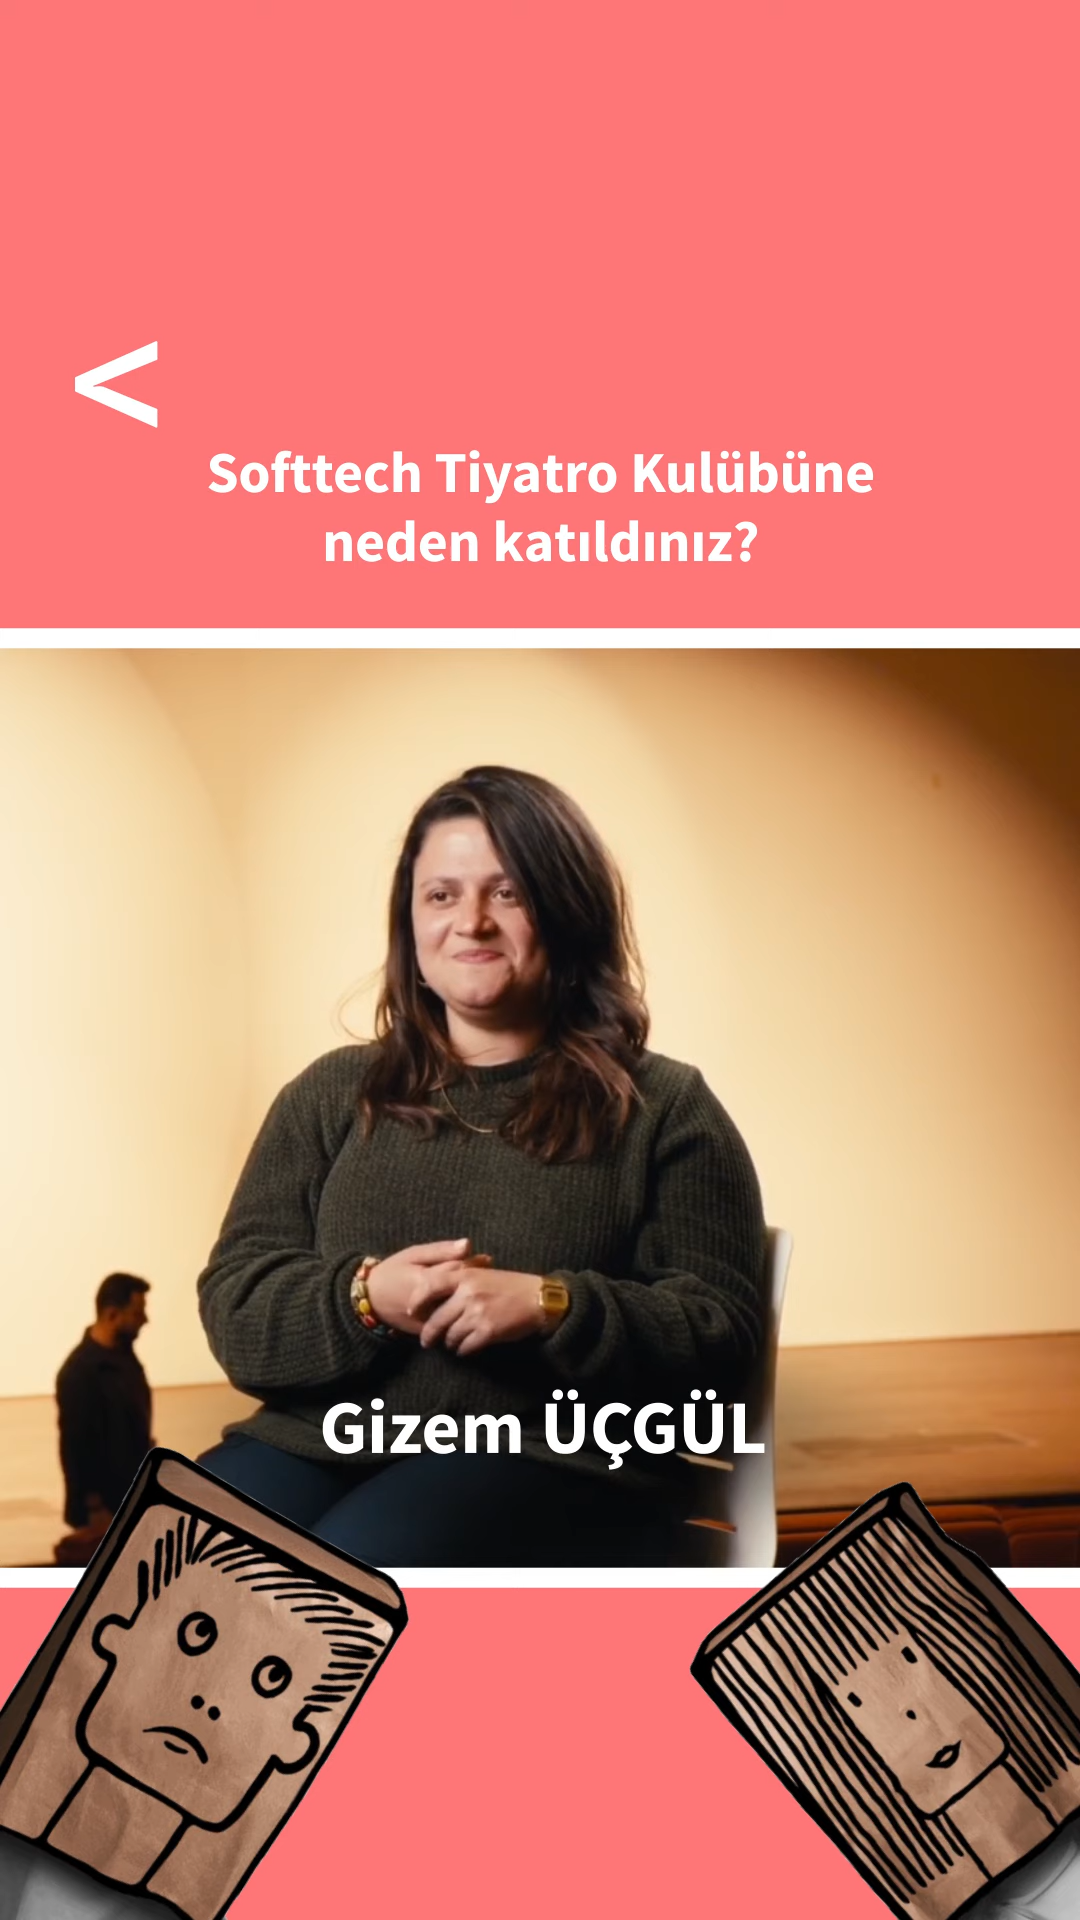 <
Softtech Tiyatro Kulübüne
neden katıldınız?
Gizem ÜÇGÜL